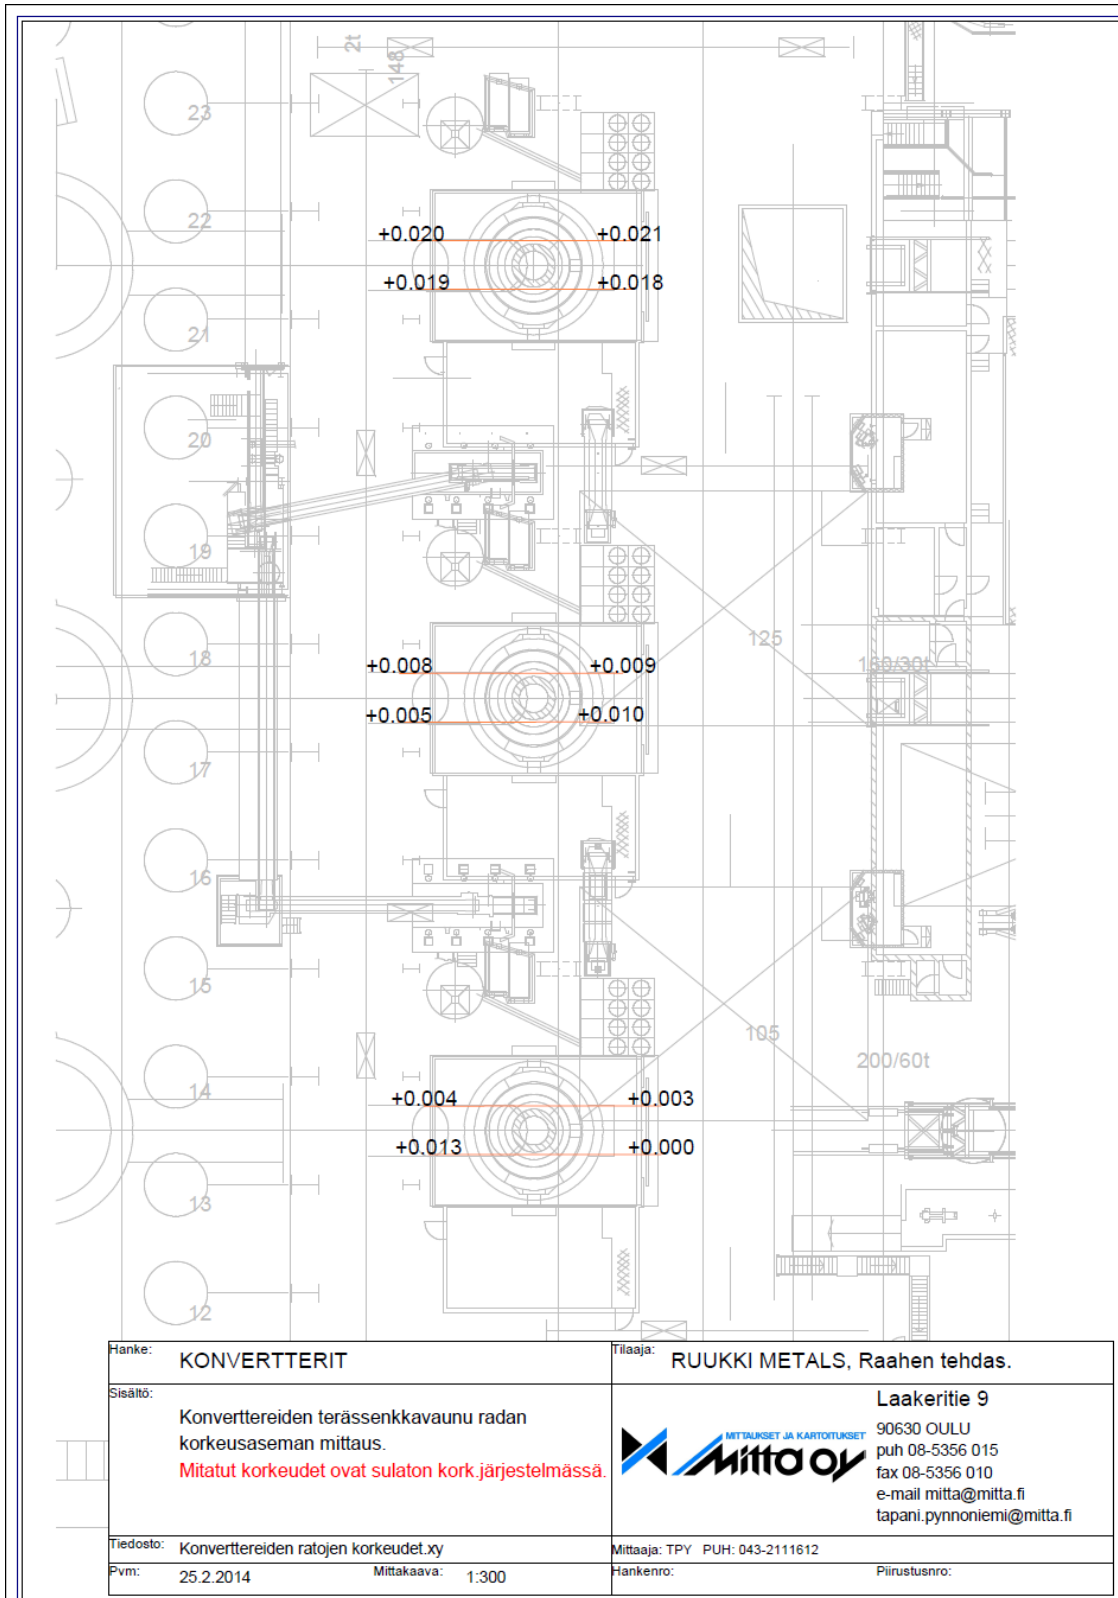 2t
148
23
22
+0.020
+0.021
+0.019
+0.018
21
20
19
125
18
160/30t
+0.008
+0.009
+0.005
+0.010
17
16
15
105
200/60t
14
+0.004
+0.003
+0.013
+0.000
13
12
Hanke:
KONVERTTERIT
Tilaaja:
RUUKKI METALS, Raahen tehdas.
Sisältö:
Konverttereiden terässenkkavaunu radan
korkeusaseman mittaus.
Mitatut korkeudet ovat sulaton kork.järjestelmässä.
MITTAUKSET JA KARTOITUKSET
Mitta oy
Laakeritie 9
90630 OULU
puh 08-5356 015
fax 08-5356 010
e-mail mitta@mitta.fi
tapani.pynnoniemi@mitta.fi
Tiedosto:
Konverttereiden ratojen korkeudet.xy
Mittaaja: TPY PUH: 043-2111612
Pvm:
25.2.2014
Mittakaava:
1:300
Hankenro:
Piirustusnro: